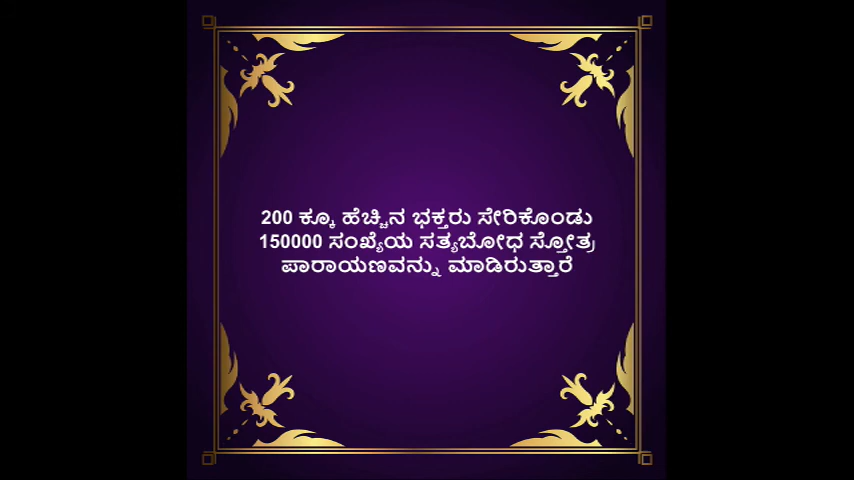 200 ಕ್ಕೂ ಹೆಚ್ಚಿನ ಭಕ್ತರು ಸೇರಿಕೊಂಡು
150000 ಸಂಖ್ಯೆಯ ಸತ್ಯಬೋಧ ಸ್ತೋತ್ರ
ಪಾರಾಯಣವನ್ನು ಮಾಡಿರುತ್ತಾರೆ